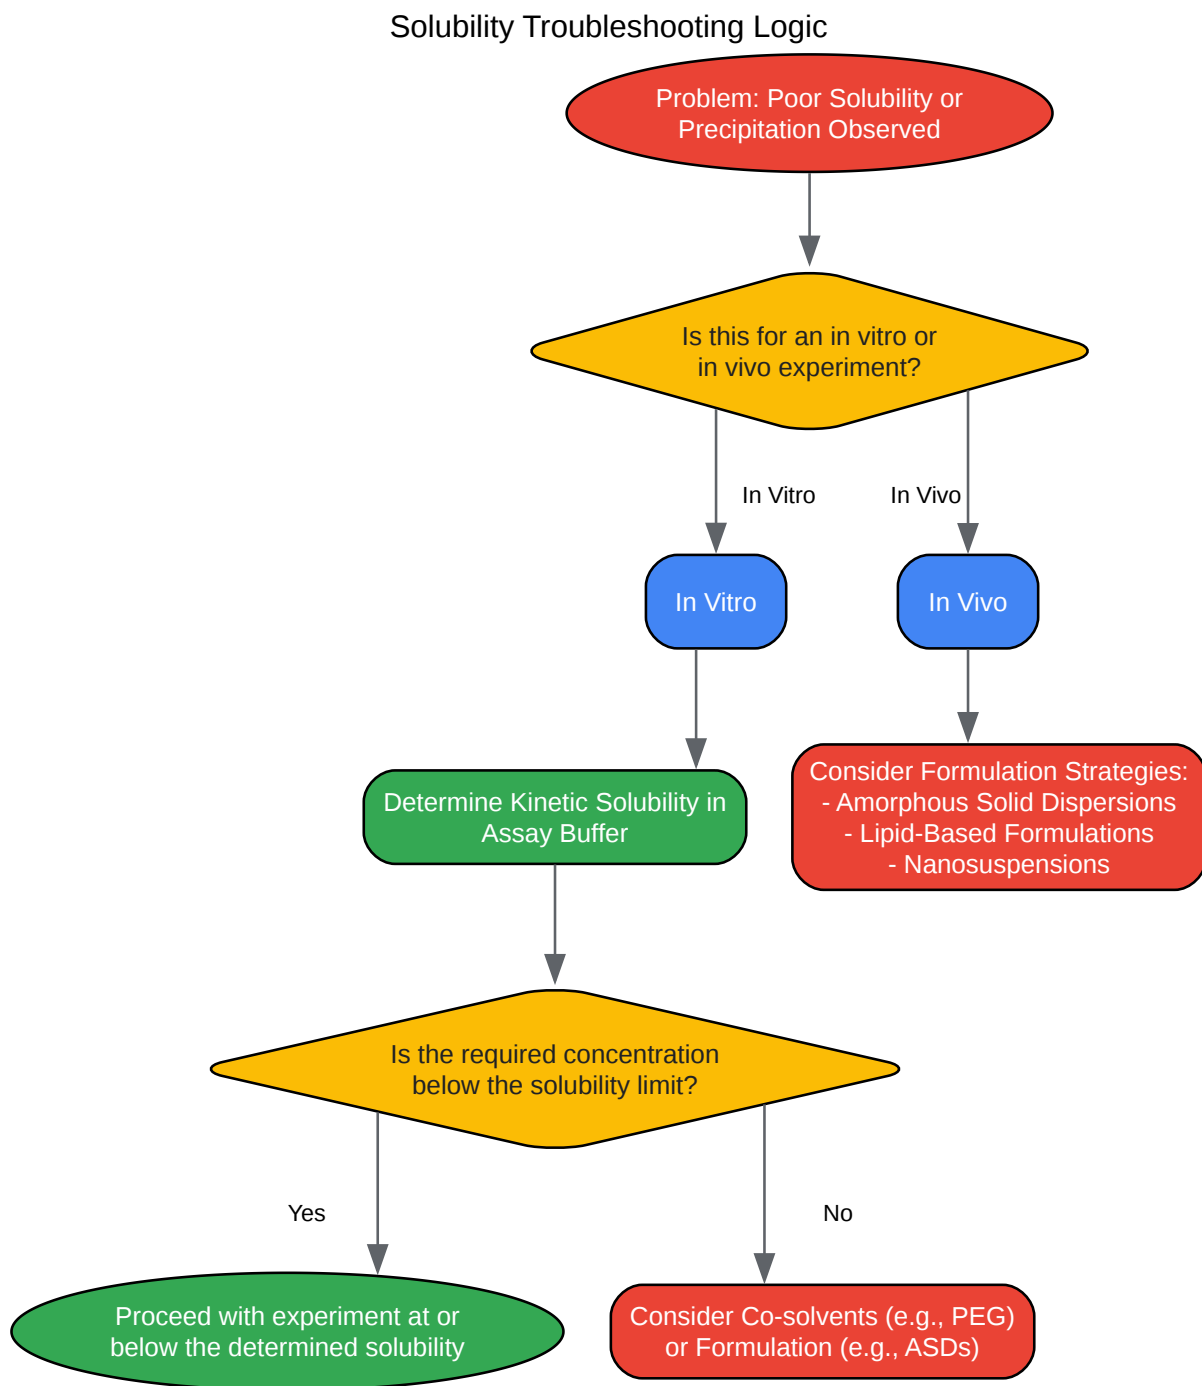 Solubility Troubleshooting Logic
Problem: Poor Solubility or
Precipitation Observed
Is this for an in vitro or
in vivo experiment?
In Vitro
In Vivo
In Vitro
In Vivo
Determine Kinetic Solubility in
Assay Buffer
Consider Formulation Strategies:
- Amorphous Solid Dispersions
- Lipid-Based Formulations
- Nanosuspensions
Is the required concentration
below the solubility limit?
Yes
No
Proceed with experiment at or
below the determined solubility
Consider Co-solvents (e.g., PEG)
or Formulation (e.g., ASDs)